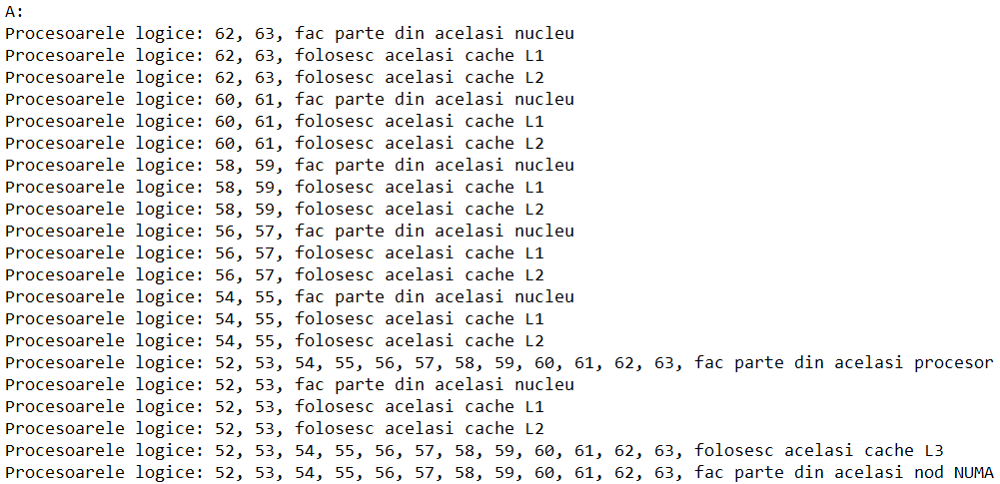 A:
Procesoarele logice: 62, 63, fac parte din acelasi nucleu
Procesoarele logice: 62, 63, folosesc acelasi cache L1
Procesoarele logice: 62, 63, folosesc acelasi cache L2
Procesoarele logice: 60, 61, fac parte din acelasi nucleu
Procesoarele logice: 60, 61, folosesc acelasi cache L1
Procesoarele logice: 60, 61, folosesc acelasi cache L2
Procesoarele logice: 58, 59, fac parte din acelasi nucleu
Procesoarele logice: 58, 59, folosesc acelasi cache L1
Procesoarele logice: 58, 59, folosesc acelasi cache L2
Procesoarele logice: 56, 57, fac parte din acelasi nucleu
Procesoarele logice: 56, 57, folosesc acelasi cache L1
Procesoarele logice: 56, 57, folosesc acelasi cache L2
Procesoarele logice: 54, 55, fac parte din acelasi nucleu
Procesoarele logice: 54, 55, folosesc acelasi cache L1
Procesoarele logice: 54, 55, folosesc acelasi cache L2
Procesoarele logice: 52, 53, 54, 55, 56, 57, 58, 59, 60, 61, 62, 63, fac parte din acelasi procesor
Procesoarele logice: 52, 53, fac parte din acelasi nucleu
Procesoarele logice: 52, 53, folosesc acelasi cache L1
Procesoarele logice: 52, 53, folosesc acelasi cache L2
Procesoarele logice: 52, 53, 54, 55, 56, 57, 58, 59, 60, 61, 62, 63, folosesc acelasi cache L3
Procesoarele logice: 52, 53, 54, 55, 56, 57, 58, 59, 60, 61, 62, 63, fac parte din acelasi nod NUMA